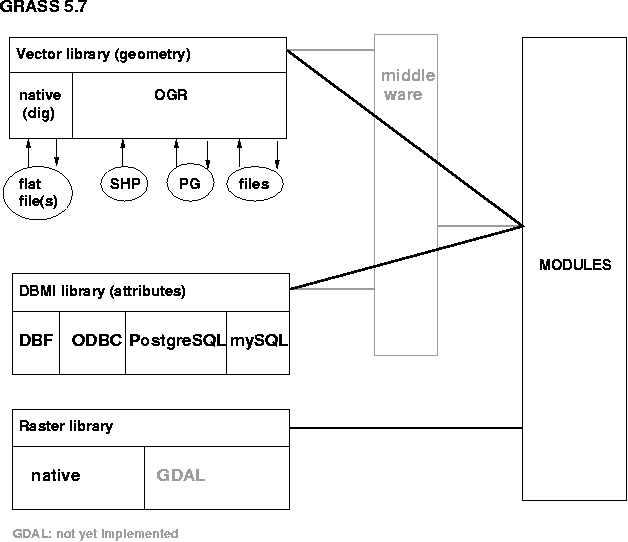 GRASS 5.7
Vector library (geometry)
native
(dig)
OGR
flat
file(s)
SHP
PG
files
middle
ware
MODULES
DBMI library (attributes)
DBF
ODBC
PostgreSQL
mySQL
Raster library
native
GDAL
GDAL: not yet implemented